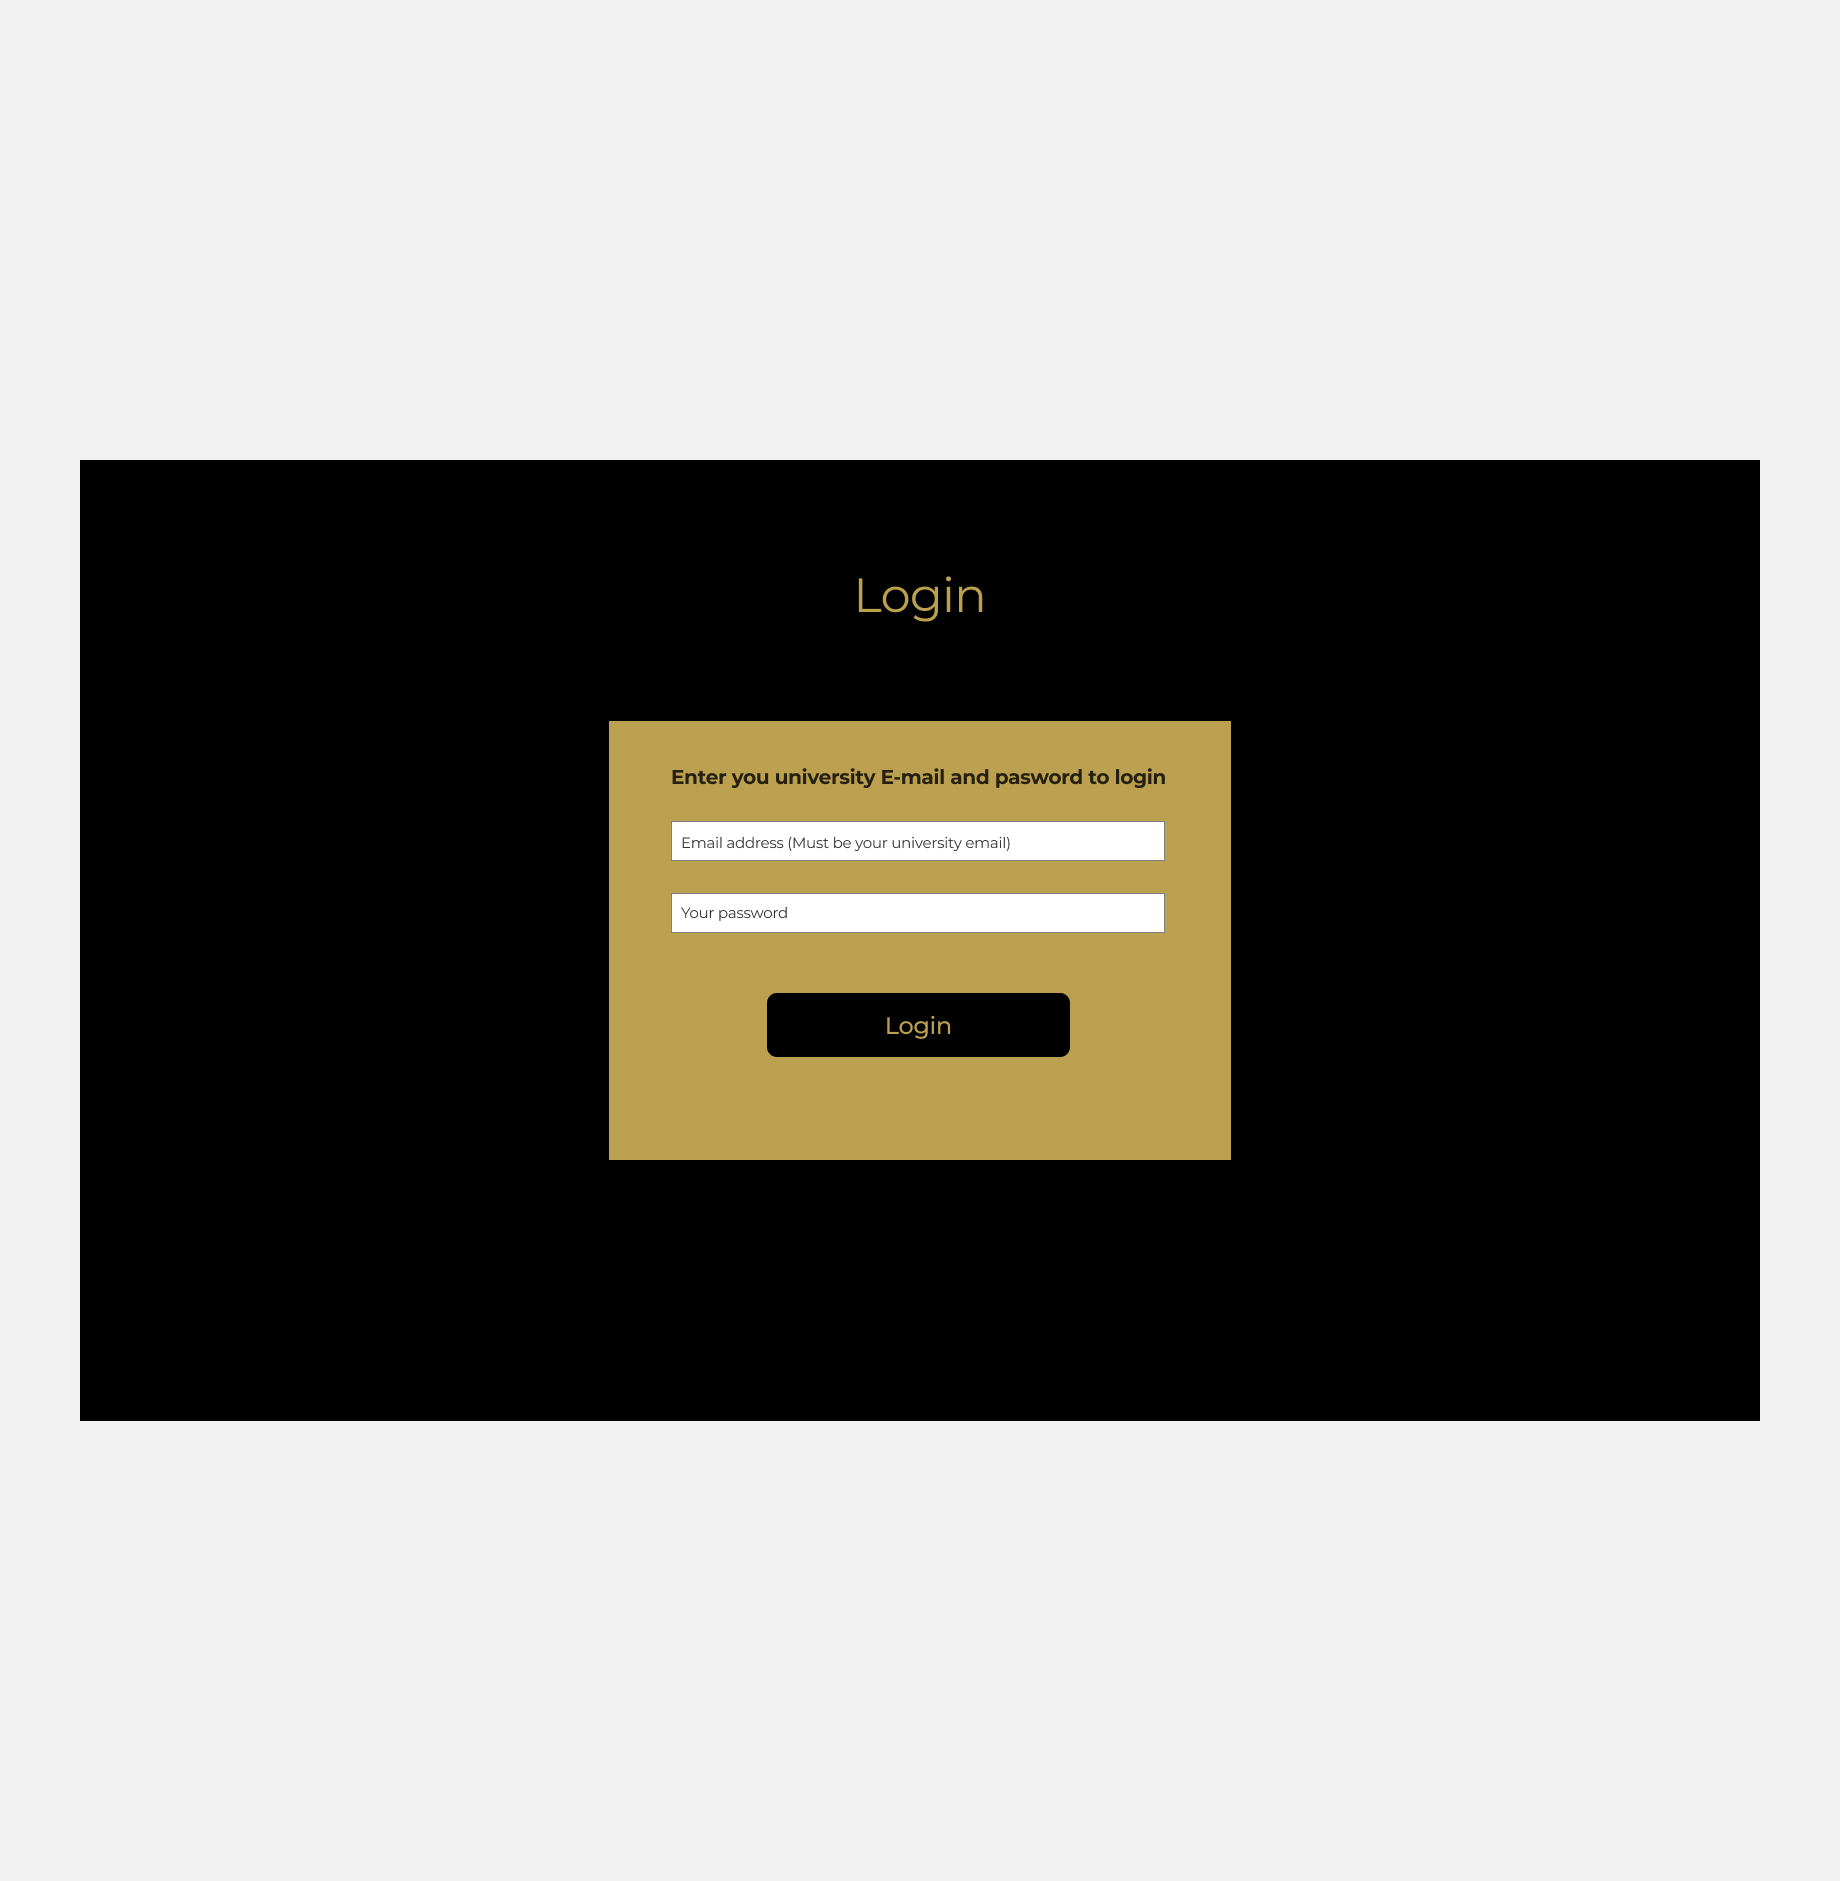 Login
Enter you university E-mail and pasword to login
Email address (Must be your university email)
Your password
Login